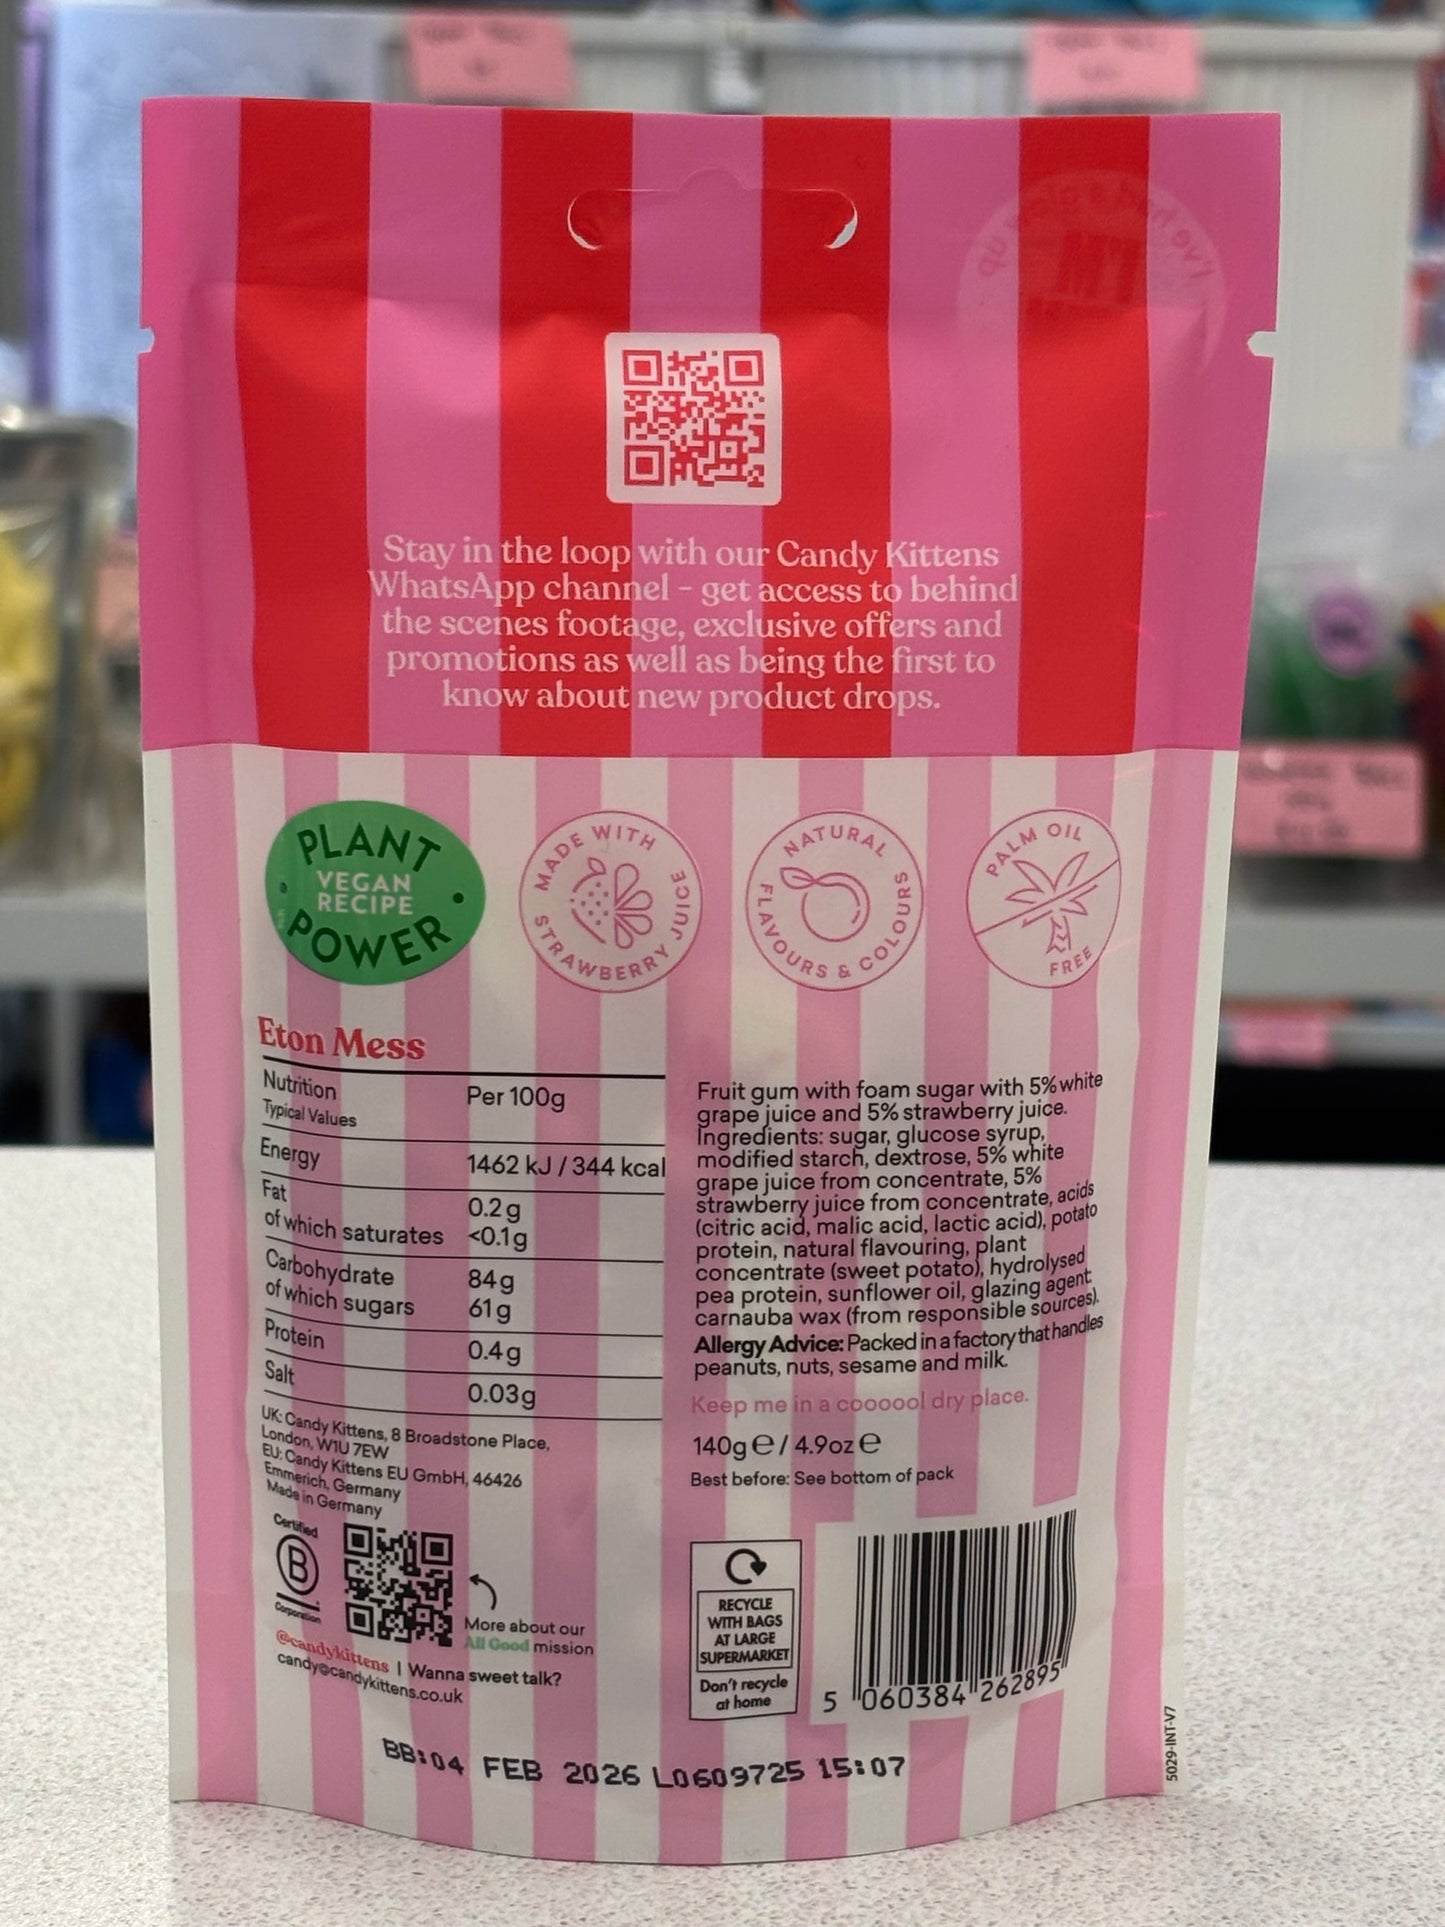 Stay in the loop with our Candy Kittens
WhatsApp channel - get access to behind
the scenes footage, exclusive offers and
promotions as well as being the first to
know about new product drops.
PLANT
VEGAN
RECIPE
POWER
MADE WITH
STRAWBERRY JUICE
NATURAL
FLAVOURS & COLOURS
PALM OIL
FREE
Eton Mess
Nutrition
Typical Values
Per 100g
Energy 1462 kJ / 344 kcal
Fat 0.2g
of which saturates <0.1g
Carbohydrate 84g
of which sugars 61g
Protein 0.4g
Salt 0.03g
UK: Candy Kittens, 8 Broadstone Place,
London, W1U 7EW
EU: Candy Kittens EU GmbH, 46426
Emmerich, Germany
Made in Germany
Certified
B
Corporation
More about our
All Good mission
@candykittens | Wanna sweet talk?
candy@candykittens.co.uk
Fruit gum with foam sugar with 5% white
grape juice and 5% strawberry juice.
Ingredients: sugar, glucose syrup,
modified starch, dextrose, 5% white
grape juice from concentrate, 5%
strawberry juice from concentrate, acids
(citric acid, malic acid, lactic acid), potato
protein, natural flavouring, plant
concentrate (sweet potato), hydrolysed
pea protein, sunflower oil, glazing agent:
carnauba wax (from responsible sources).
Allergy Advice: Packed in a factory that handles
peanuts, nuts, sesame and milk.
Keep me in a coooool dry place.
140g e / 4.9oz e
Best before: See bottom of pack
RECYCLE
WITH BAGS
AT LARGE
SUPERMARKET
Don't recycle
at home
5 060384 262895
5029-INT-V7
BB:04 FEB 2026 L0609725 15:07